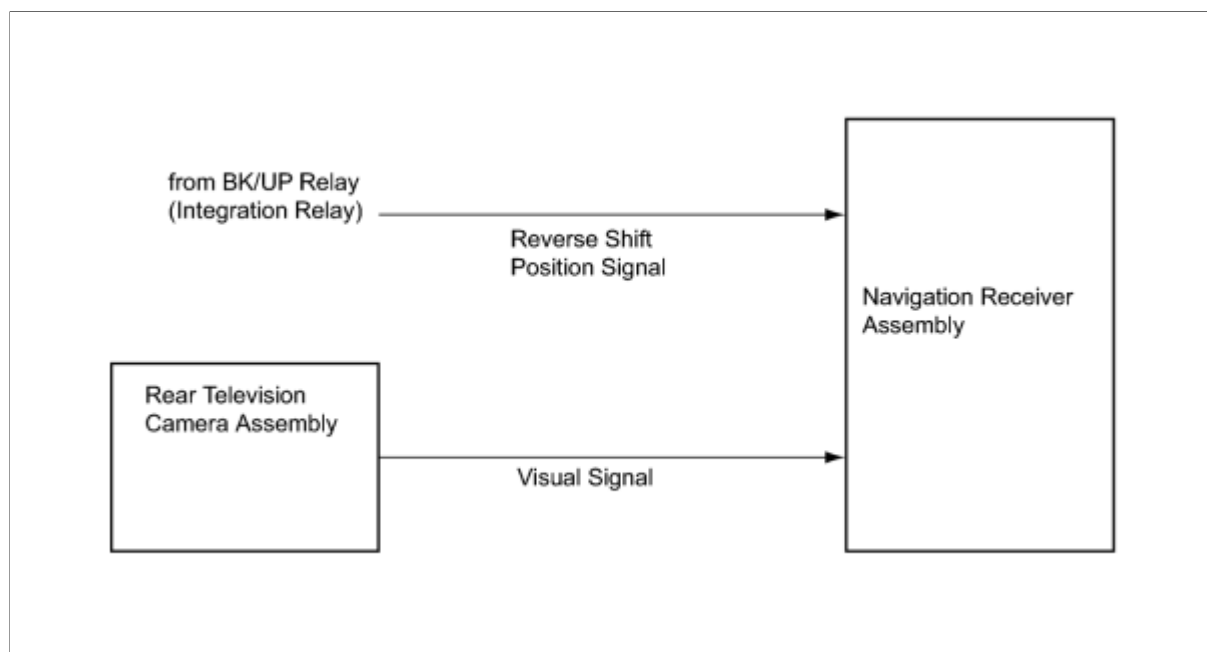 from BK/UP Relay
(Integration Relay)
Reverse Shift
Position Signal
Navigation Receiver
Assembly
Rear Television
Camera Assembly
Visual Signal